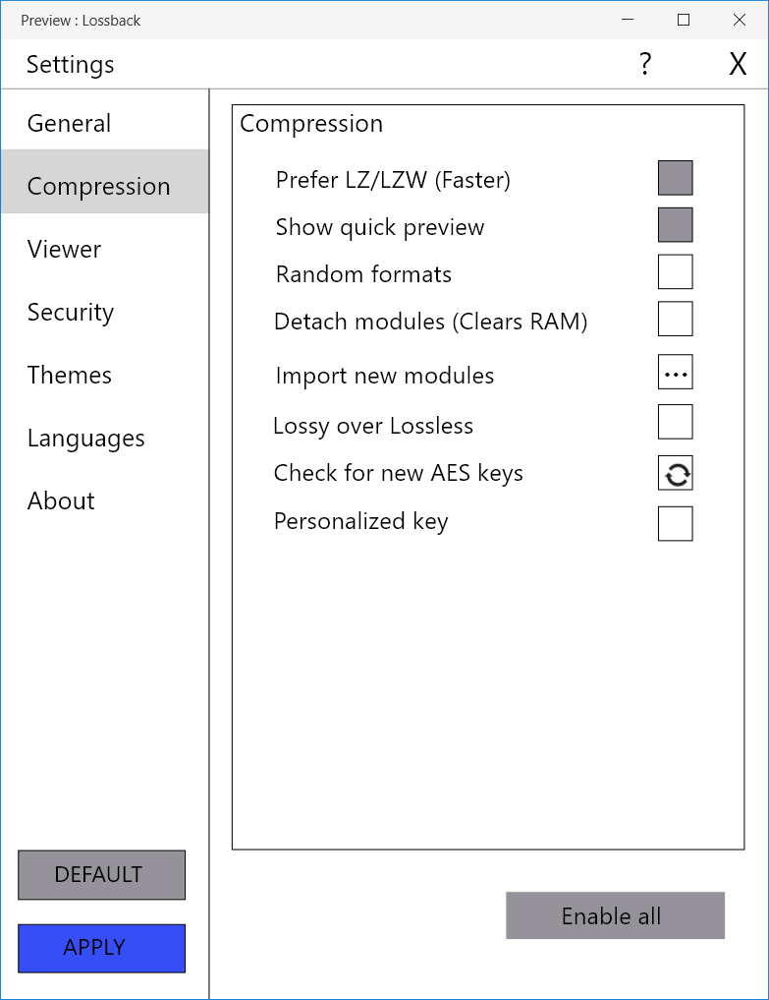 Preview : Lossback
Settings
?
X
General
Compression
Viewer
Security
Themes
Languages
About
DEFAULT
APPLY
Compression
Prefer LZ/LZW (Faster)
Show quick preview
Random formats
Detach modules (Clears RAM)
Import new modules
...
Lossy over Lossless
Check for new AES keys
Personalized key
Enable all